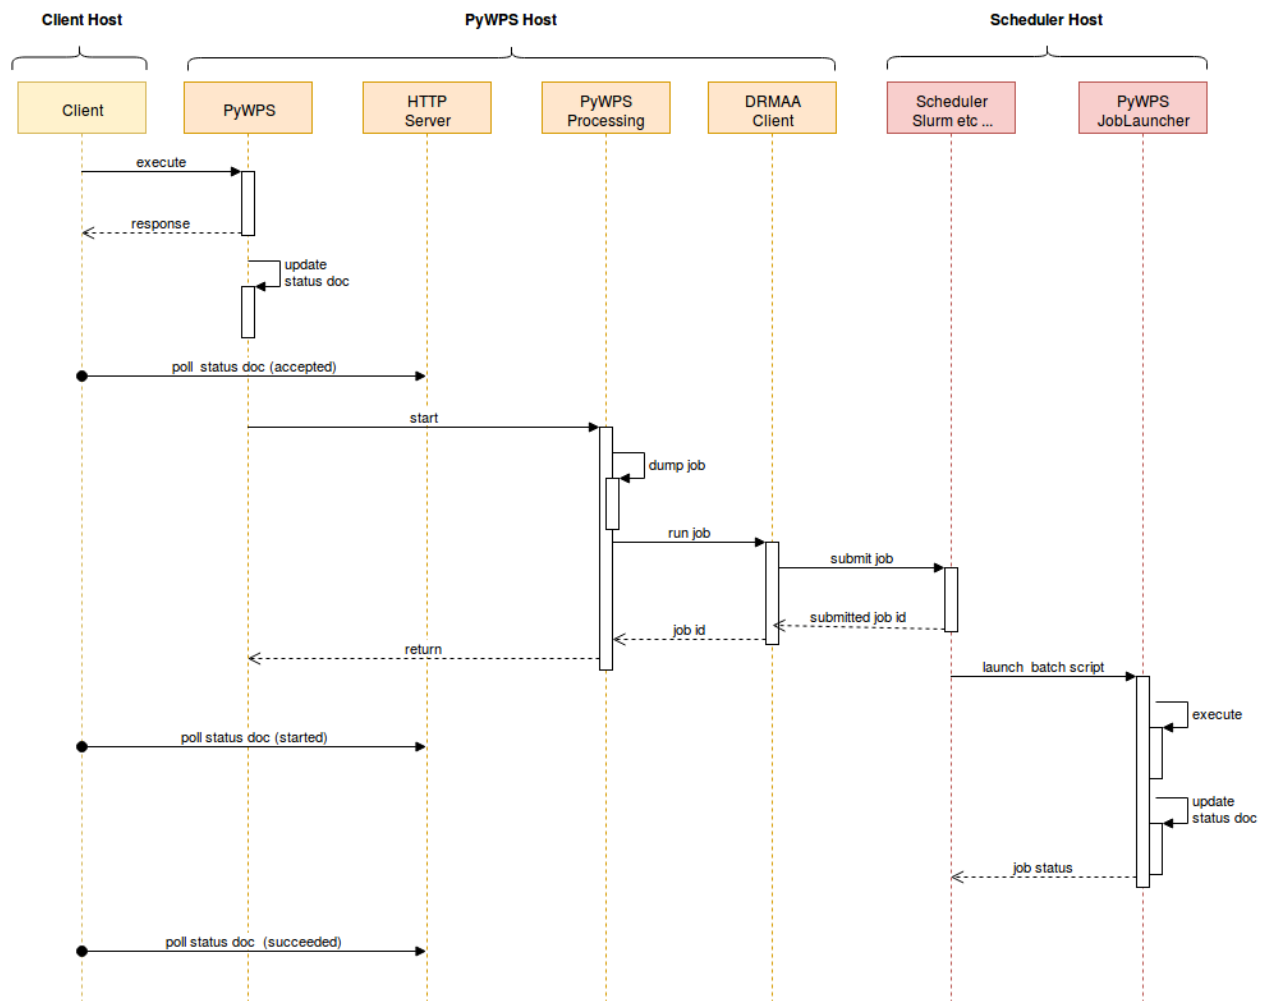 Client Host
PyWPS Host
Scheduler Host
Client
PyWPS
HTTP
Server
PyWPS
Processing
DRMAA
Client
Scheduler
Slurm etc ...
PyWPS
JobLauncher
execute
response
update
status doc
poll status doc (accepted)
start
dump job
run job
submit job
submitted job id
job id
return
launch batch script
execute
poll status doc (started)
update
status doc
job status
poll status doc (succeeded)